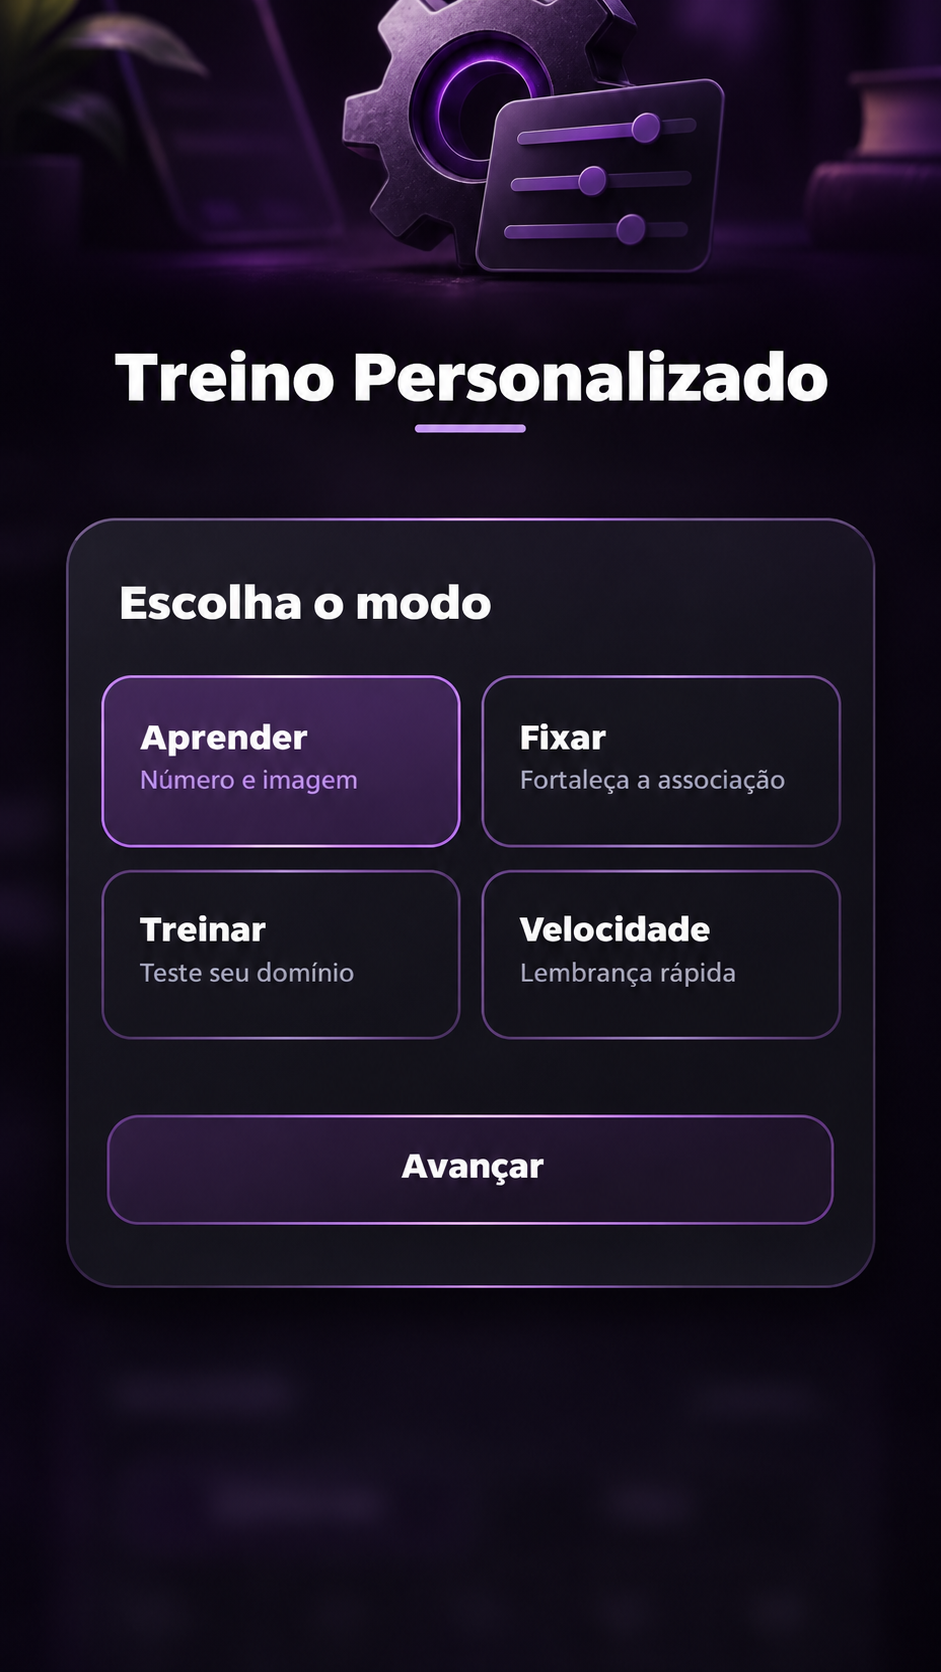 Treino Personalizado
Escolha o modo
Aprender
Número e imagem
Fixar
Fortaleça a associação
Treinar
Teste seu domínio
Velocidade
Lembrança rápida
Avançar